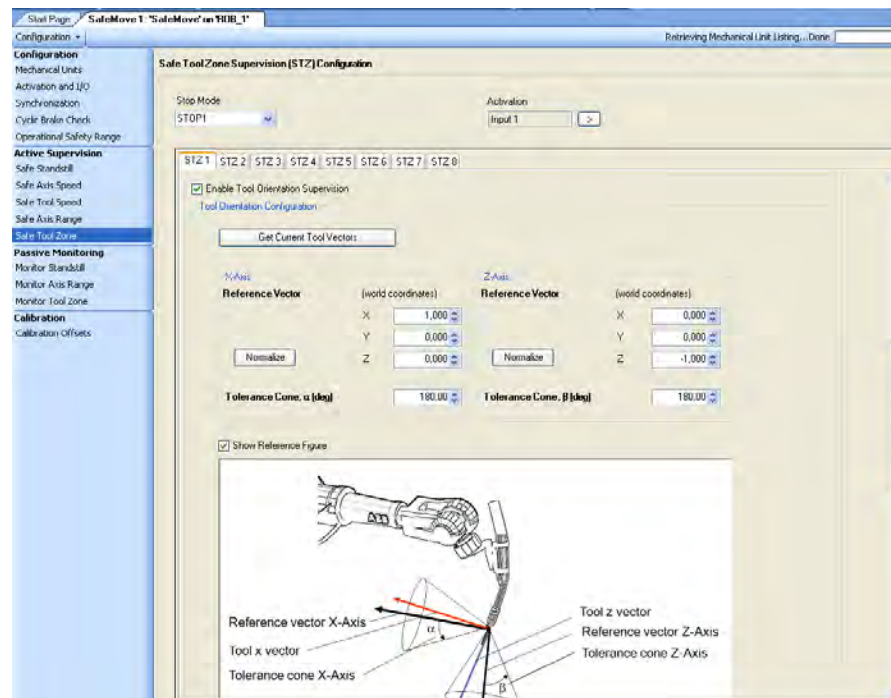 Start Page SafeMove 1: 'SafeMove' on 'ROB_1'
Configuration Retrieving Mechanical Unit Listing...Done
Configuration
Mechanical Units
Activation and I/O
Synchronization
Cyclic Brake Check
Operational Safety Range
Active Supervision
Safe Standstill
Safe Axis Speed
Safe Tool Speed
Safe Axis Range
Safe Tool Zone
Passive Monitoring
Monitor Standstill
Monitor Axis Range
Monitor Tool Zone
Calibration
Calibration Offsets
Safe Tool Zone Supervision (STZ) Configuration
Stop Mode Activation
STOP1 Input 1 >
STZ 1 STZ 2 STZ 3 STZ 4 STZ 5 STZ 6 STZ 7 STZ 8
Enable Tool Orientation Supervision
Tool Orientation Configuration
Get Current Tool Vectors
X-Axis Z-Axis
Reference Vector (world coordinates) Reference Vector (world coordinates)
X 1,000 X 0,000
Y 0,000 Y 0,000
Normalize Z 0,000 Normalize Z -1,000
Tolerance Cone, α [deg] 180.00 Tolerance Cone, β [deg] 180.00
Show Reference Figure
ABB
Reference vector X-Axis
α
Tool x vector
Tolerance cone X-Axis
Tool z vector
Reference vector Z-Axis
Tolerance cone Z-Axis
β